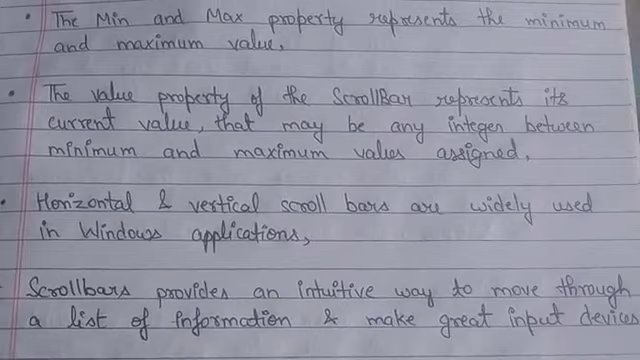 • The Min and Max property represents the minimum
and maximum value,
• The value property of the ScrollBar represents its
current value, that may be any integer between
minimum and maximum values assigned,
• Horizontal & vertical scroll bars are widely used
in Windows applications,
Scrollbars provides an intuitive way to move through
a list of information & make great input devices